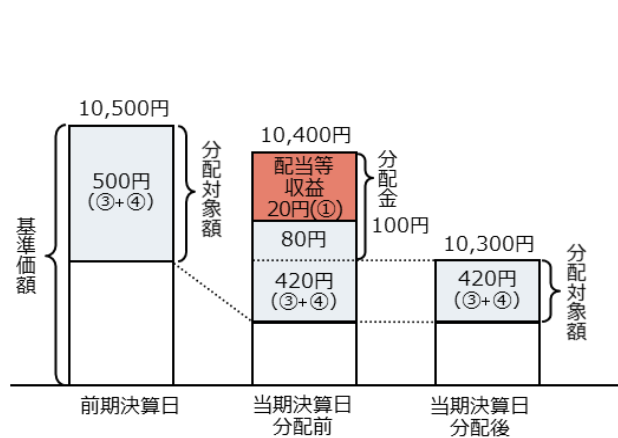 10,500円
500円
(③+④)
分配対象額
基準価額
前期決算日
10,400円
配当等
収益
20円(①)
80円
420円
(③+④)
分配金
100円
当期決算日
分配前
10,300円
420円
(③+④)
分配対象額
当期決算日
分配後